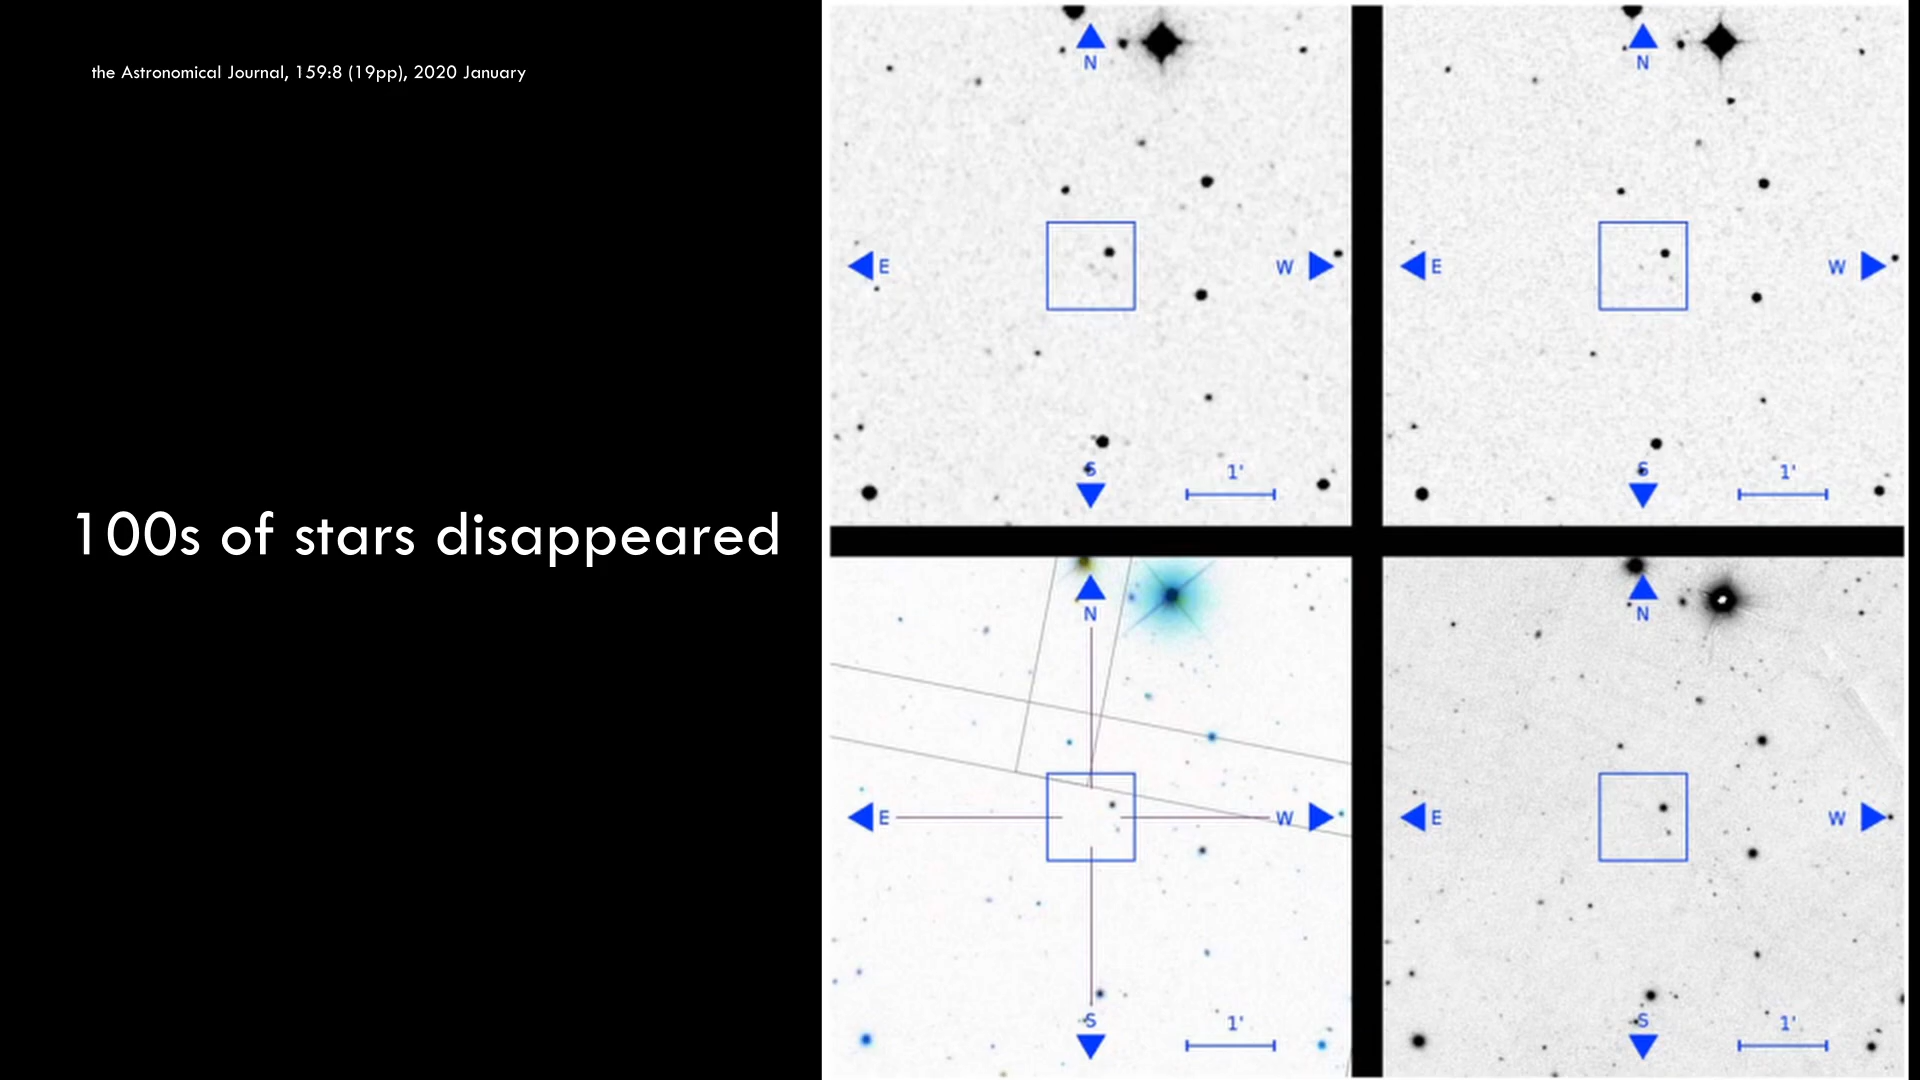 the Astronomical Journal, 159:8 (19pp), 2020 January
100s of stars disappeared
N
E
W
S
1'
N
E
W
S
1'
N
E
W
S
1'
N
E
W
S
1'